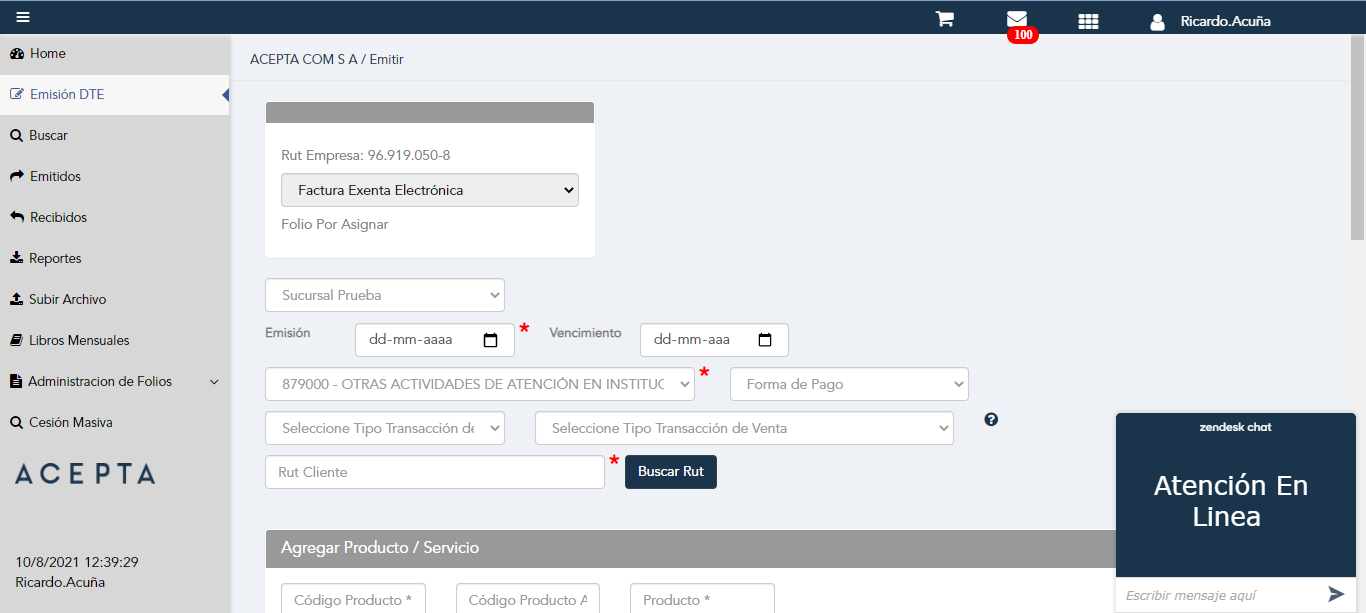 100
Ricardo.Acuña
Home
Emisión DTE
Buscar
Emitidos
Recibidos
Reportes
Subir Archivo
Libros Mensuales
Administracion de Folios
Cesión Masiva
ACEPTA
10/8/2021 12:39:29
Ricardo.Acuña
ACEPTA COM S A / Emitir
Rut Empresa: 96.919.050-8
Factura Exenta Electrónica
Folio Por Asignar
Sucursal Prueba
Emisión dd-mm-aaaa * Vencimiento dd-mm-aaa
879000 - OTRAS ACTIVIDADES DE ATENCIÓN EN INSTITUC * Forma de Pago
Seleccione Tipo Transacción de Seleccione Tipo Transacción de Venta ?
Rut Cliente * Buscar Rut
Agregar Producto / Servicio
Código Producto * Código Producto A Producto *
zendesk chat
Atención En
Linea
Escribir mensaje aquí